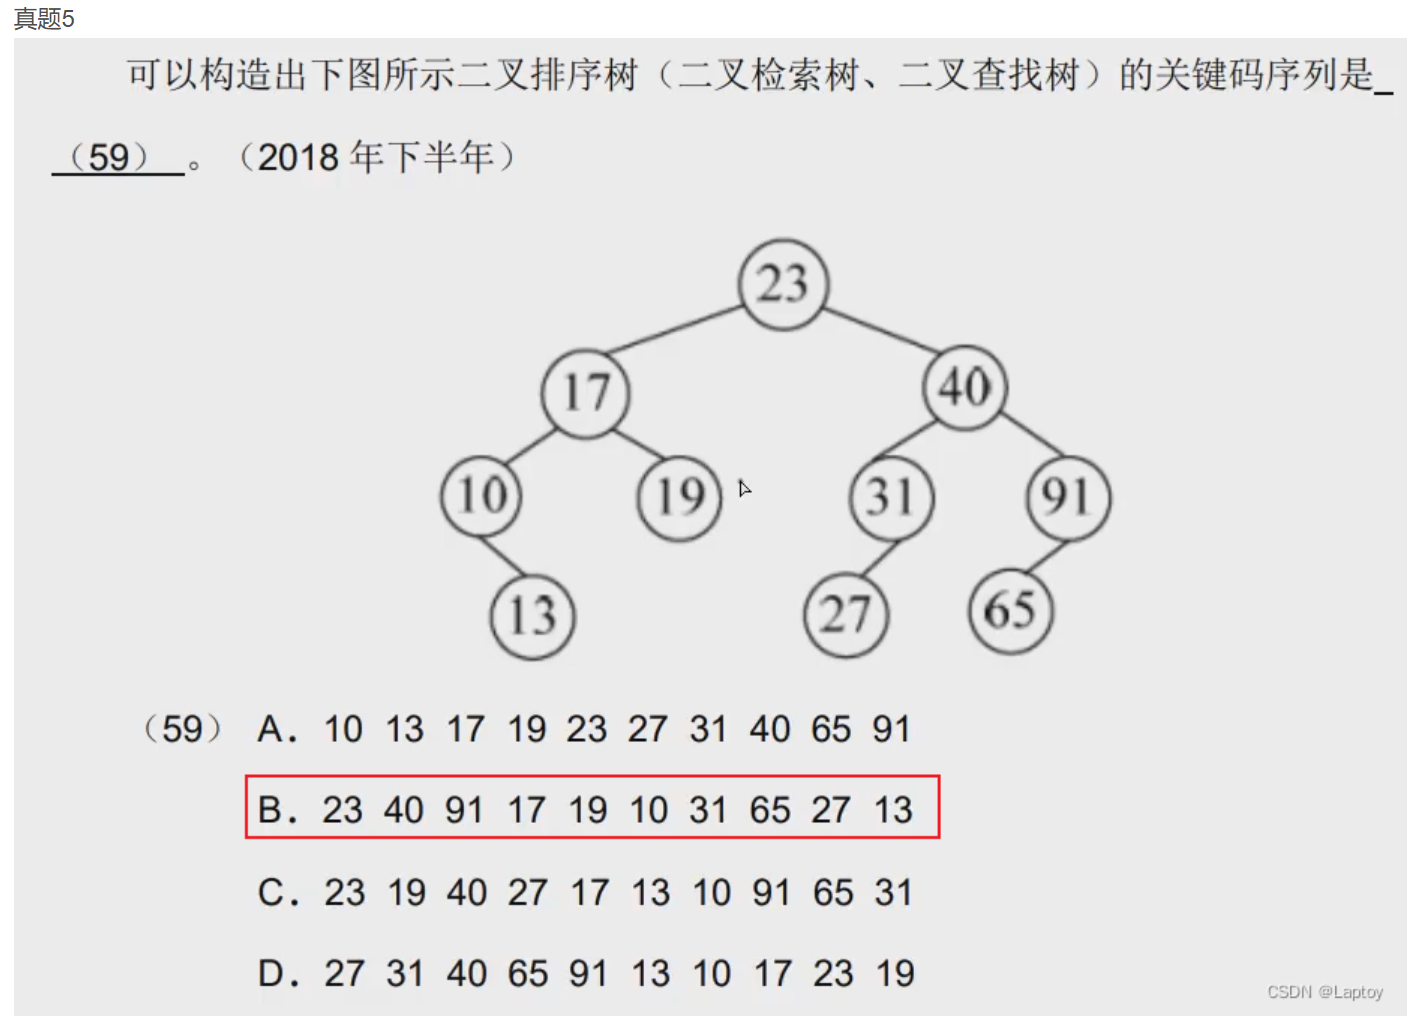 真题5
可以构造出下图所示二叉排序树（二叉检索树、二叉查找树）的关键码序列是_
（59）。（2018 年下半年）
23
17
40
10
19
31
91
13
27
65
（59） A. 10 13 17 19 23 27 31 40 65 91
B. 23 40 91 17 19 10 31 65 27 13
C. 23 19 40 27 17 13 10 91 65 31
D. 27 31 40 65 91 13 10 17 23 19
CSDN @Laptoy